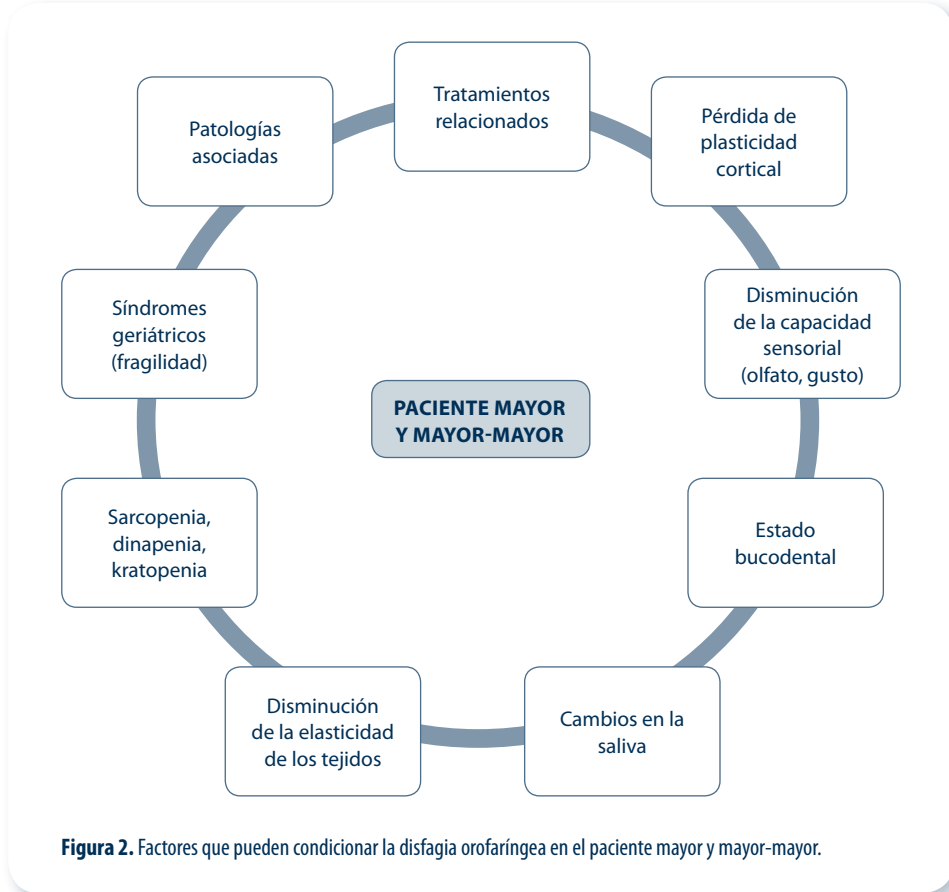 Tratamientos
relacionados
Pérdida de
plasticidad
cortical
Disminución
de la capacidad
sensorial
(olfato, gusto)
Estado
bucodental
Cambios en la
saliva
Disminución
de la elasticidad
de los tejidos
Sarcopenia,
dinapenia,
kratopenia
Síndromes
geriátricos
(fragilidad)
Patologías
asociadas
PACIENTE MAYOR
Y MAYOR-MAYOR
Figura 2. Factores que pueden condicionar la disfagia orofaríngea en el paciente mayor y mayor-mayor.